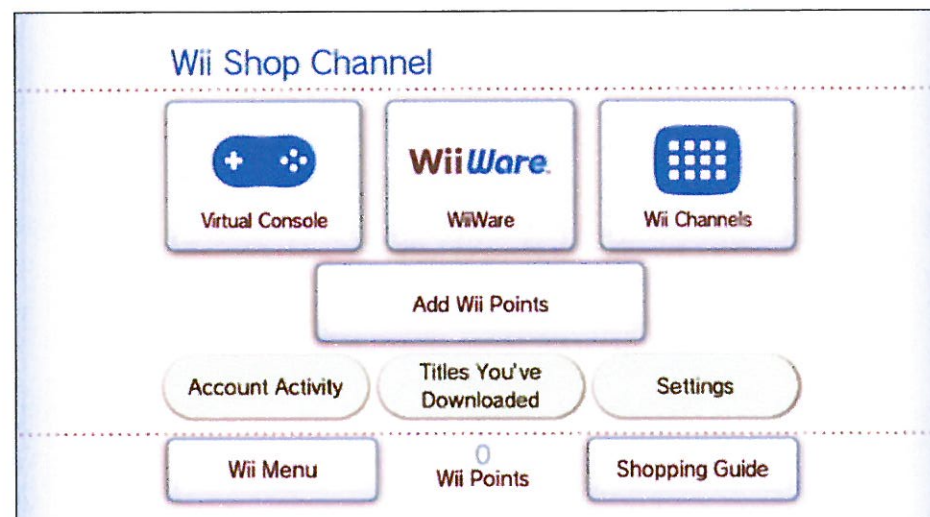 Wii Shop Channel
WiiWare
Virtual Console
WiiWare
Wii Channels
Add Wii Points
Account Activity
Titles You've
Downloaded
Settings
Wii Menu
0
Wii Points
Shopping Guide